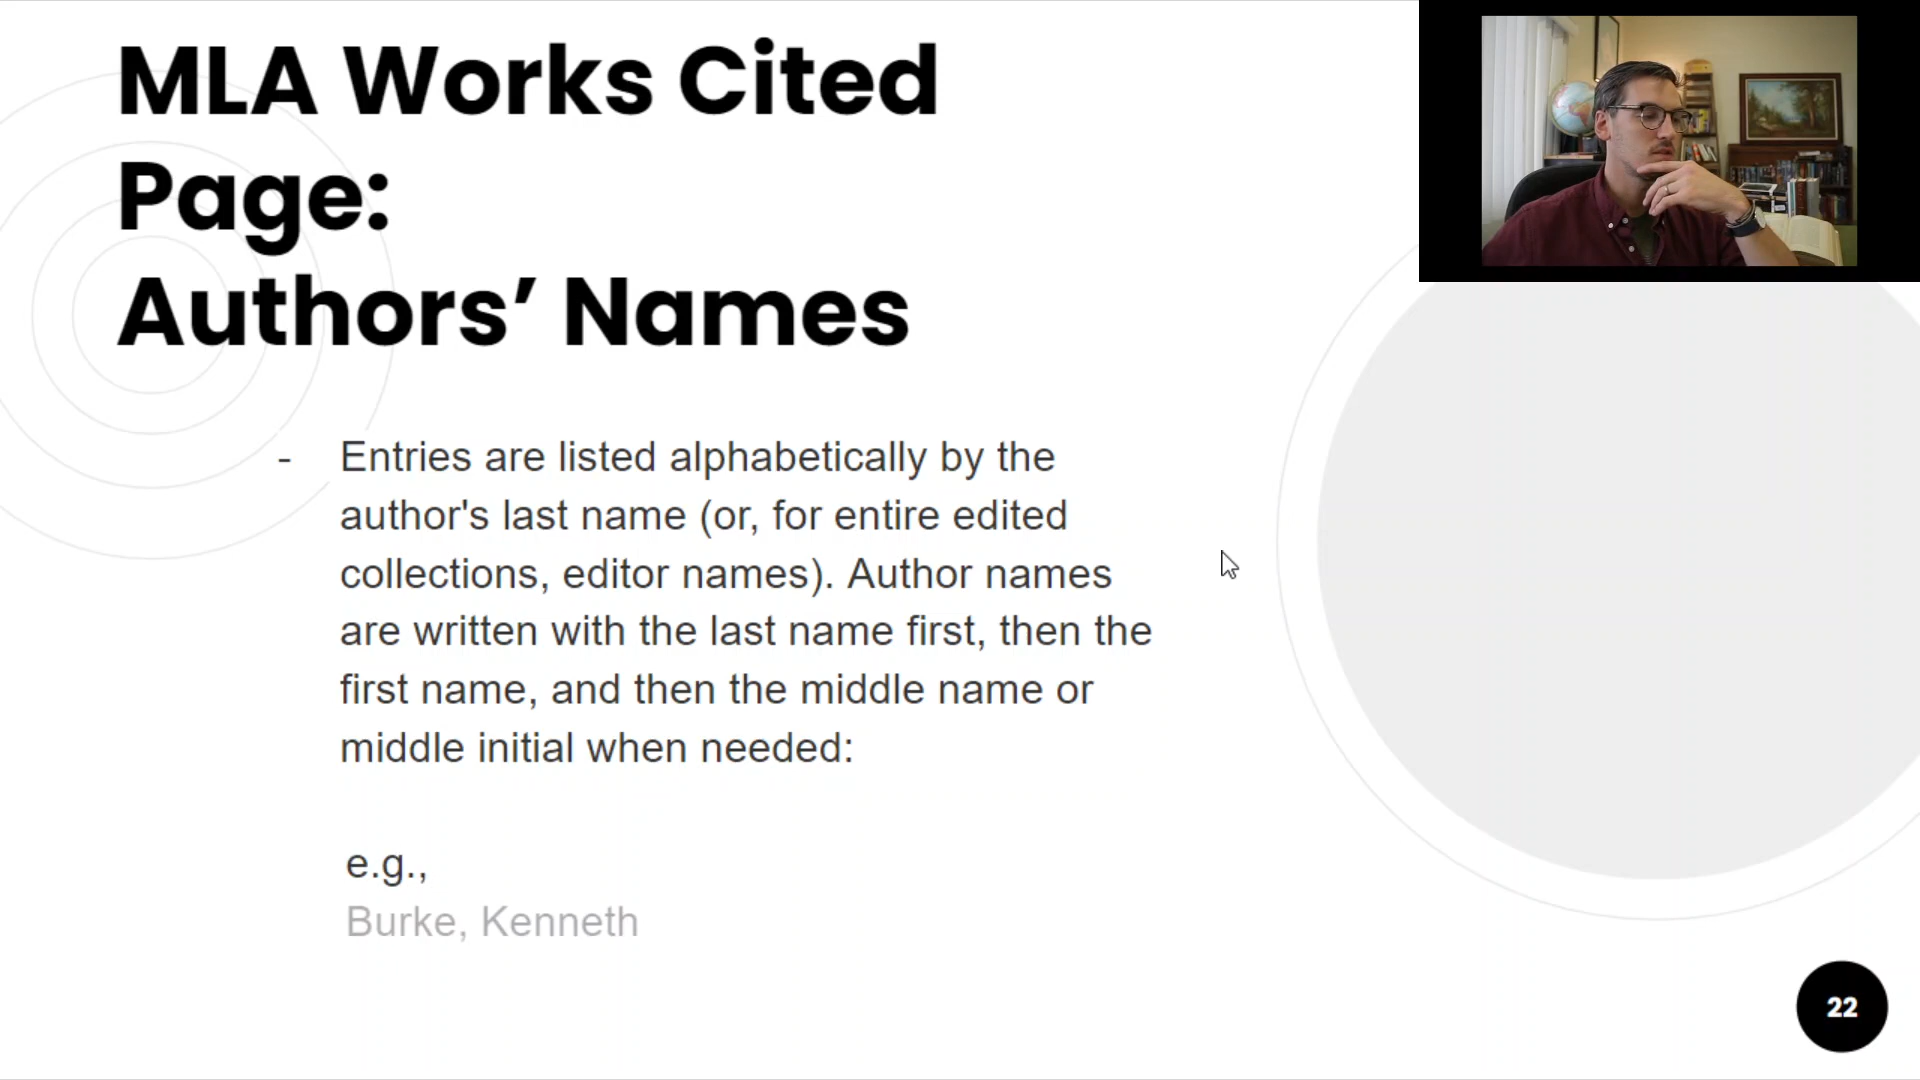 MLA Works Cited
Page:
Authors’ Names
- Entries are listed alphabetically by the
author's last name (or, for entire edited
collections, editor names). Author names
are written with the last name first, then the
first name, and then the middle name or
middle initial when needed:
e.g.,
Burke, Kenneth
22